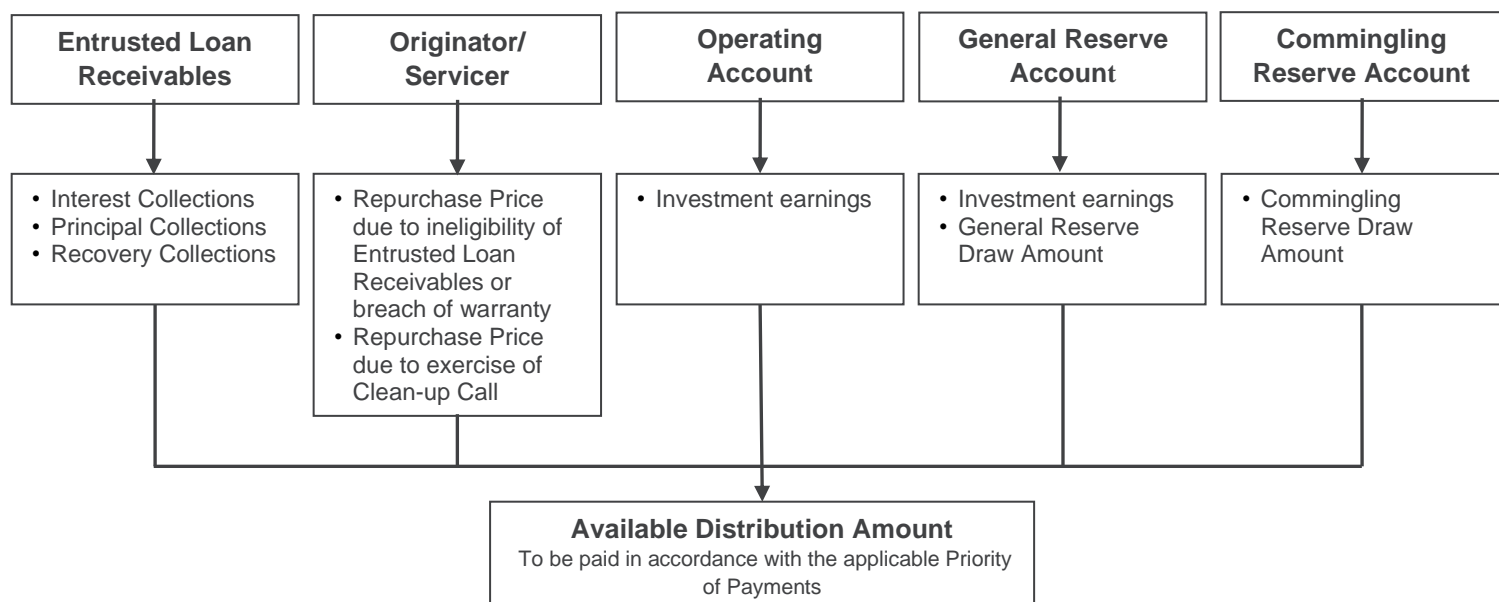 Entrusted Loan
Receivables
Originator/
Servicer
Operating
Account
General Reserve
Account
Commingling
Reserve Account
• Interest Collections
• Principal Collections
• Recovery Collections
• Repurchase Price
due to ineligibility of
Entrusted Loan
Receivables or
breach of warranty
• Repurchase Price
due to exercise of
Clean-up Call
• Investment earnings
• Investment earnings
• General Reserve
Draw Amount
• Commingling
Reserve Draw
Amount
Available Distribution Amount
To be paid in accordance with the applicable Priority
of Payments